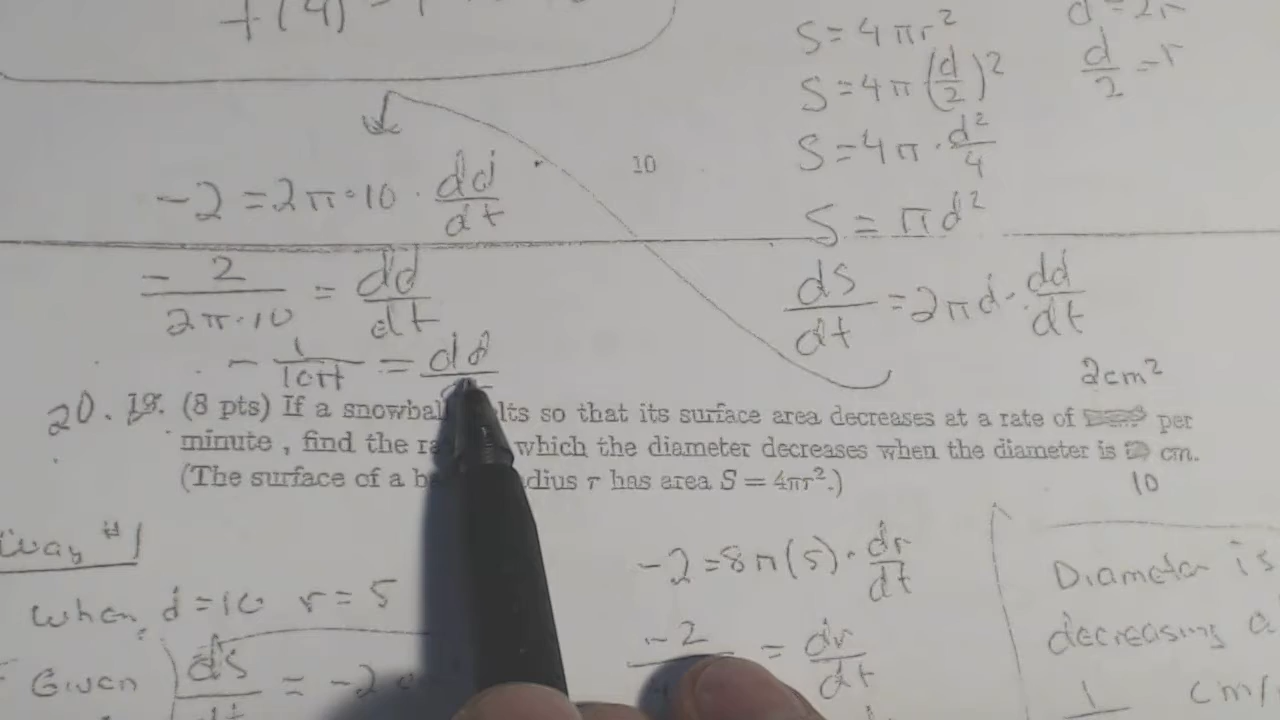 f(4) =
S = 4πr²
S = 4π(d/2)²
S = 4π · d²/4
S = πd²
dS/dt = 2πd · dd/dt
d = 2r
d/2 = r
10
-2 = 2π·10 · dd/dt
-2/2π·10 = dd/dt
-1/10π = dd/
2cm²
20. 19. (8 pts) If a snowball melts so that its surface area decreases at a rate of per
minute , find the ra which the diameter decreases when the diameter is cm.
(The surface of a ba dius r has area S = 4πr².)
10
Way #1
When d = 10 r = 5
Given dS/dt = -2
-2 = 8π(5) · dr/dt
-2 = dr/dt
Diameter is
decreasing a
1 cm/